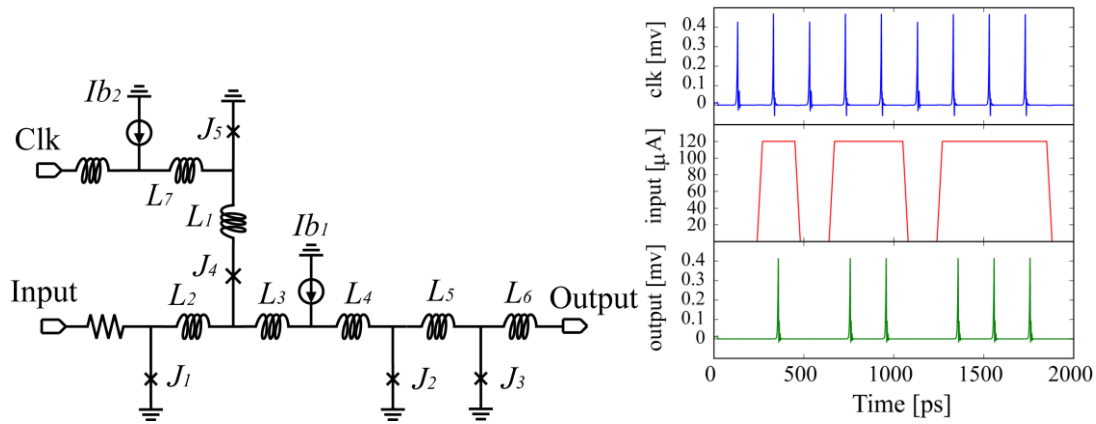 Ib2
J5
Clk
L7
L1
Ib1
J4
Input
L2
L3
L4
L5
L6
Output
J1
J2
J3
clk [mv]
0.4
0.3
0.2
0.1
0
input [μA]
100
80
60
40
20
output [mv]
0.4
0.3
0.2
0.1
0
0
500
1000
1500
2000
Time [ps]